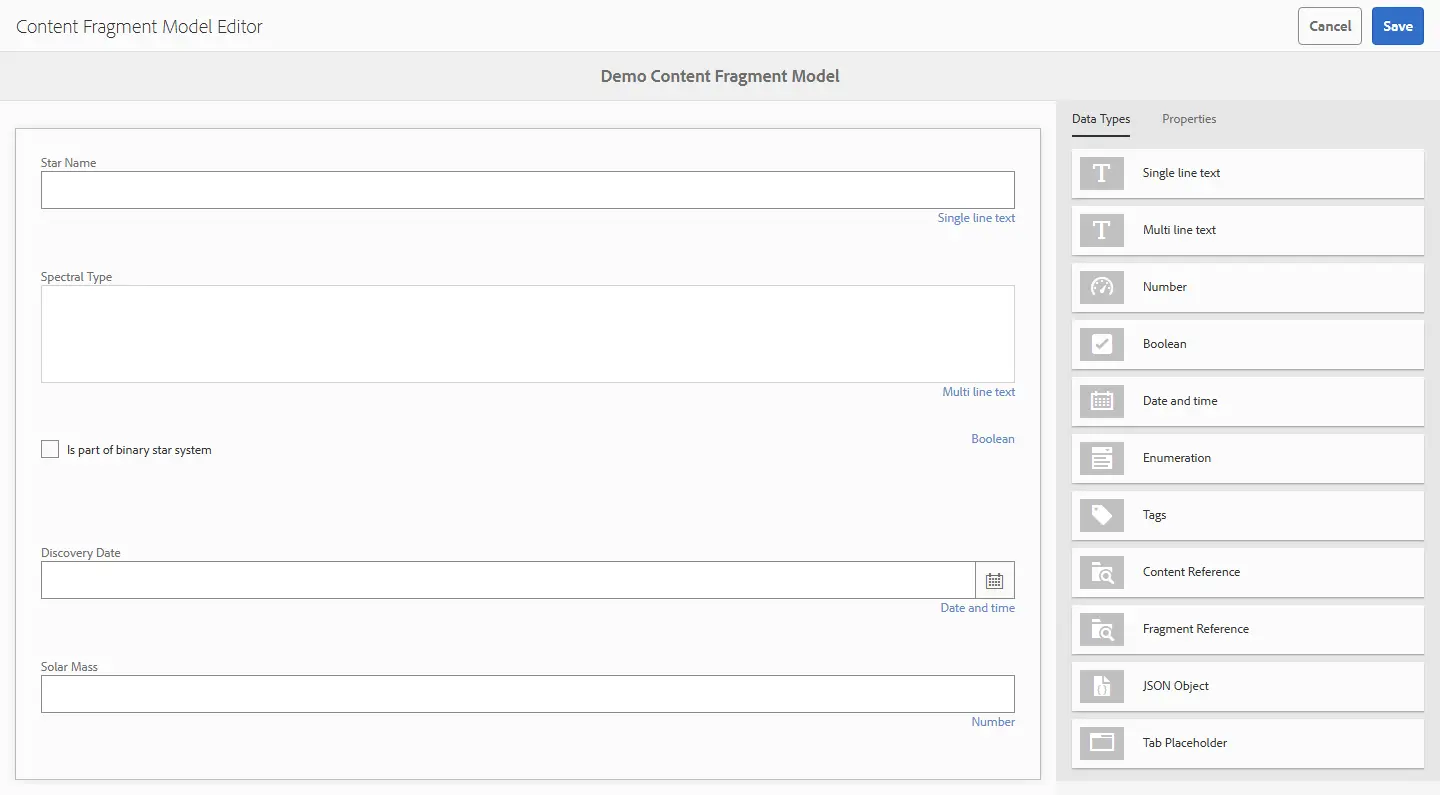 Content Fragment Model Editor
Cancel
Save
Demo Content Fragment Model
Star Name
Single line text
Spectral Type
Multi line text
Is part of binary star system
Boolean
Discovery Date
Date and time
Solar Mass
Number
Data Types
Properties
Single line text
Multi line text
Number
Boolean
Date and time
Enumeration
Tags
Content Reference
Fragment Reference
JSON Object
Tab Placeholder